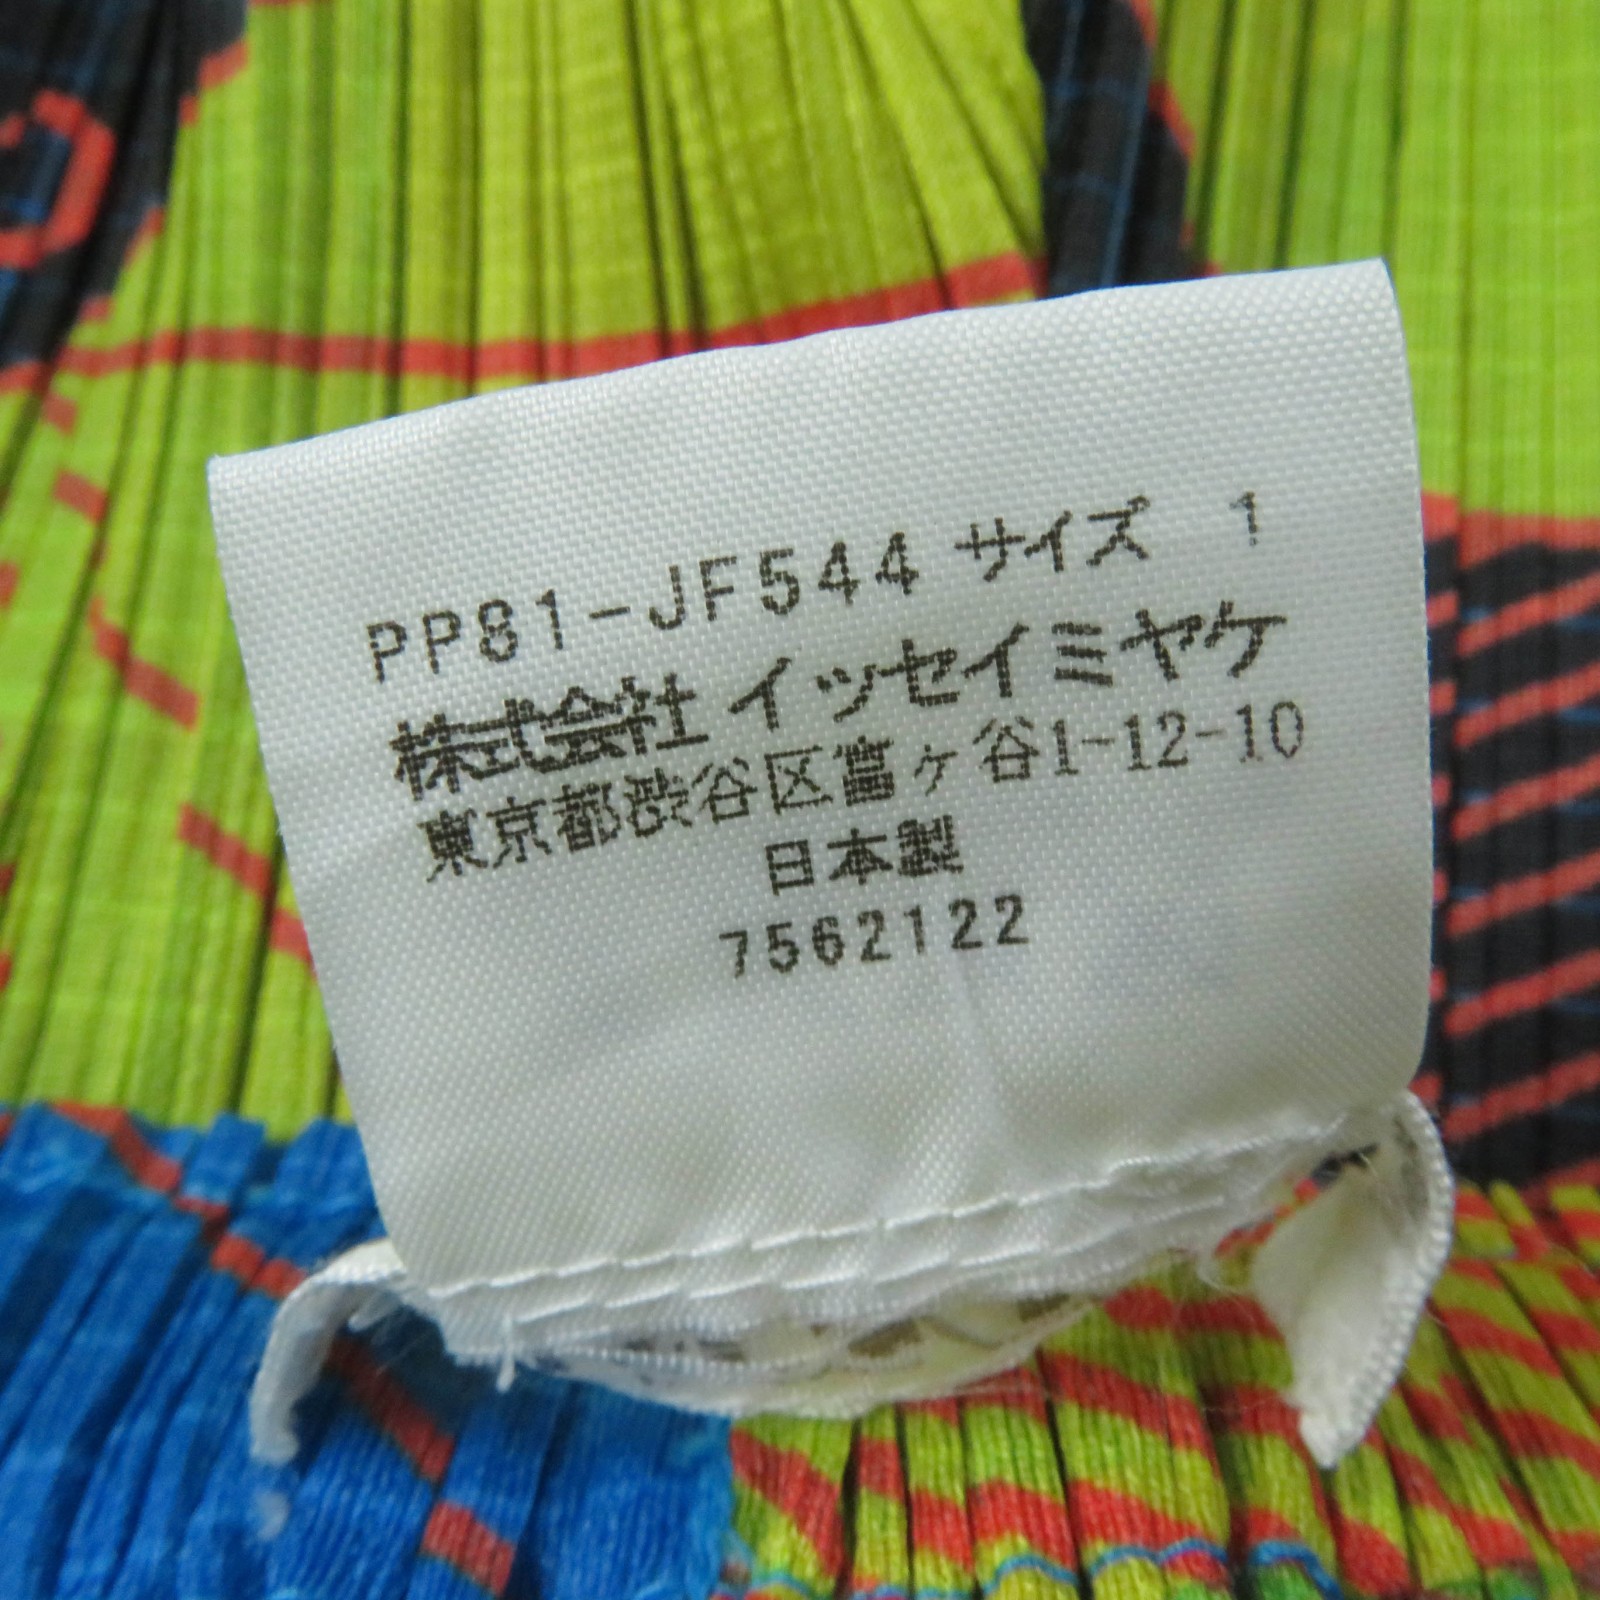 PP81-JF544 サイズ 1
株式会社 イッセイミヤケ
東京都渋谷区富ヶ谷1-12-10
日本製
7562122